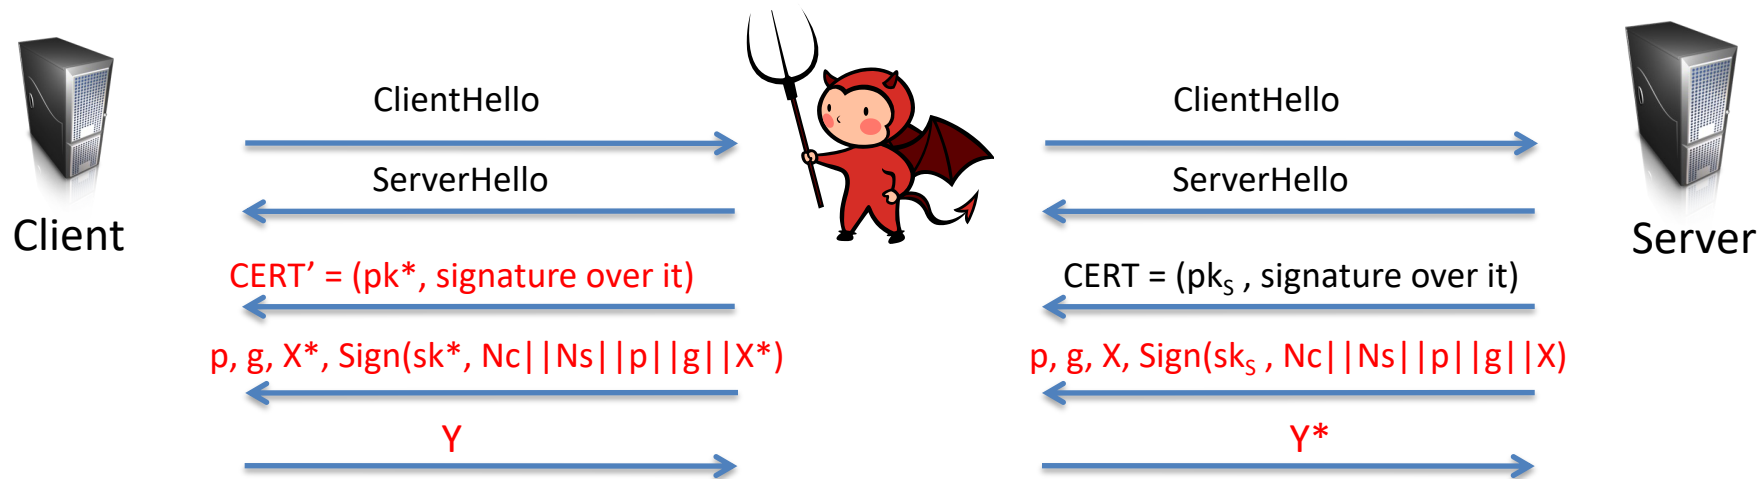 ClientHello
ClientHello
ServerHello
ServerHello
Client
Server
CERT’ = (pk*, signature over it)
CERT = (pkₛ , signature over it)
p, g, X*, Sign(sk*, Nc||Ns||p||g||X*)
p, g, X, Sign(skₛ , Nc||Ns||p||g||X)
Y
Y*